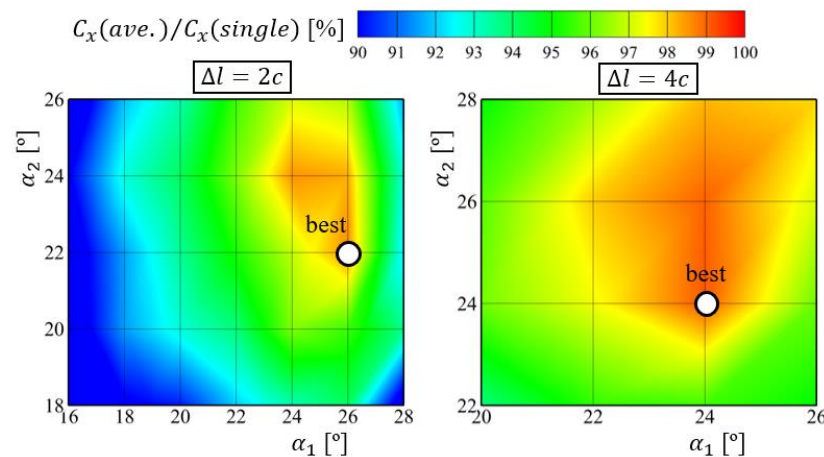 C_x(ave.)/C_x(single) [%]
90 91 92 93 94 95 96 97 98 99 100
Δl = 2c
Δl = 4c
26
24
22
20
18
α_2 [º]
best
16 18 20 22 24 26 28
α_1 [º]
28
26
24
22
α_2 [º]
best
20 22 24 26
α_1 [º]